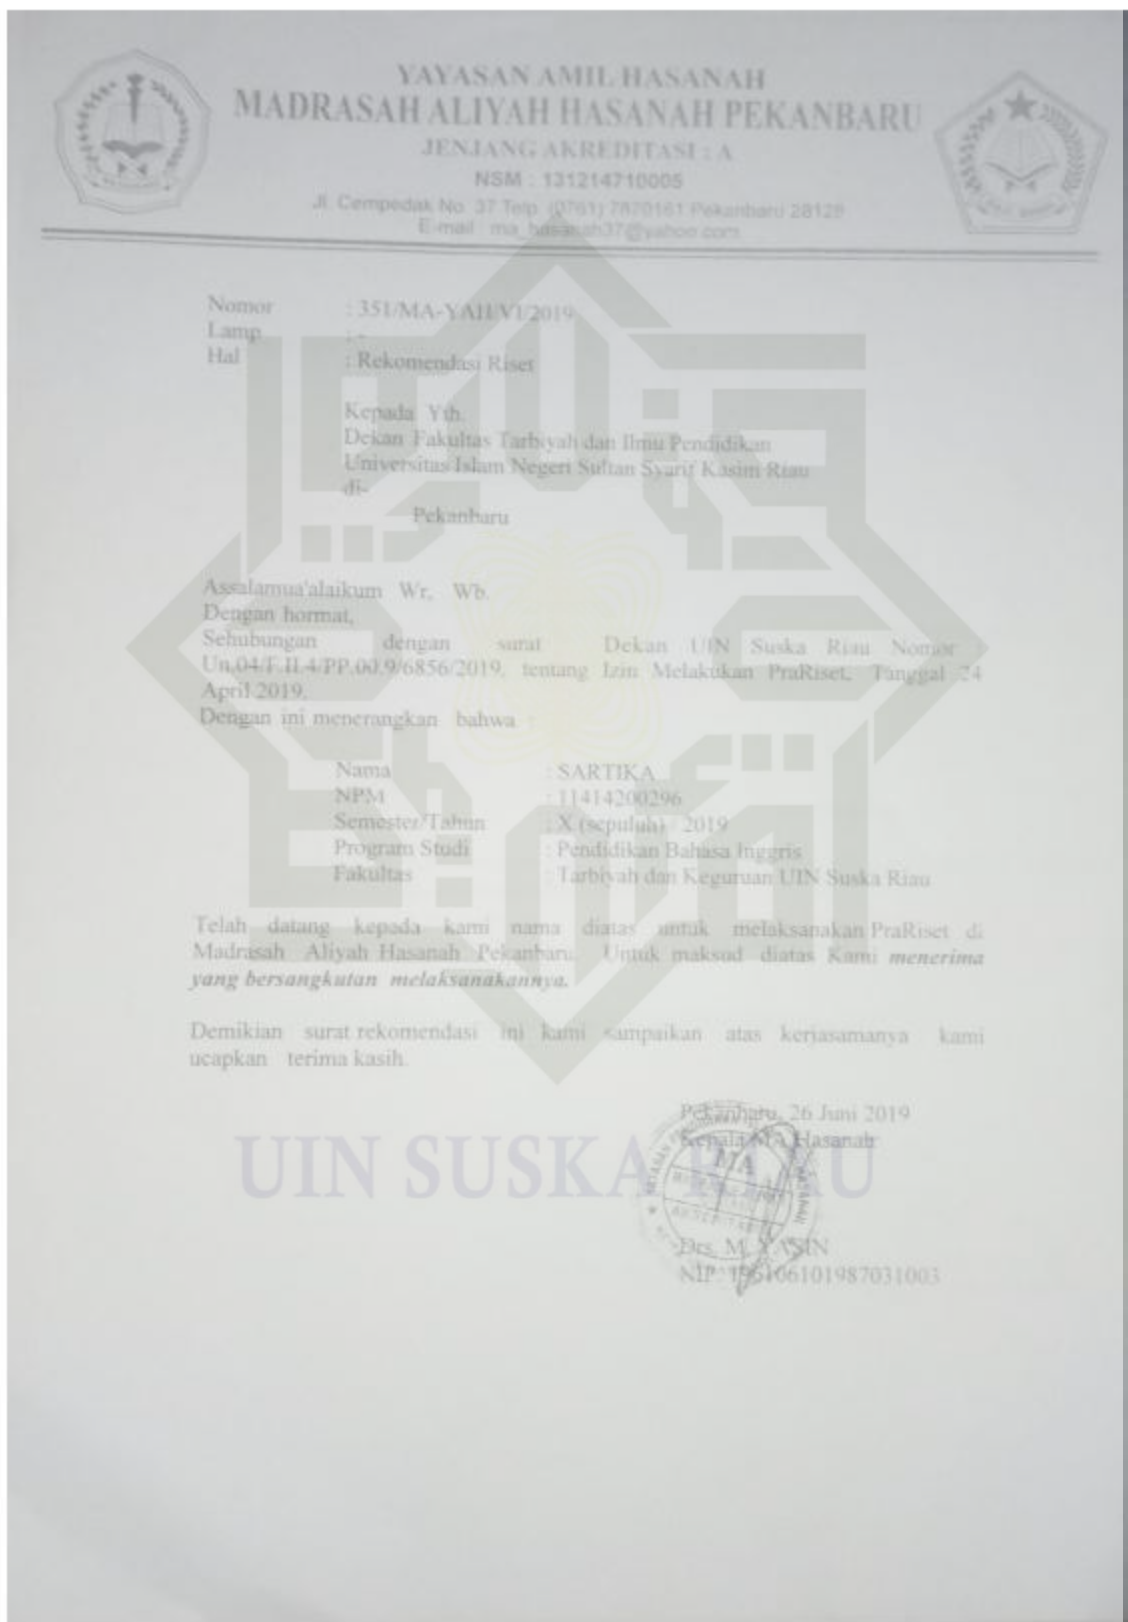 YAYASAN AMIL HASANAH
MADRASAH ALIYAH HASANAH PEKANBARU
JENJANG AKREDITASI : A
NSM : 131214710005
Jl. Cempedak No. 37 Telp. (0761) 7870161 Pekanbaru 28128
E-mail : ma_hasanah37@yahoo.com
Nomor : 351/MA-YAH/VI/2019
Lamp : -
Hal : Rekomendasi Riset
Kepada Yth.
Dekan Fakultas Tarbiyah dan Ilmu Pendidikan
Universitas Islam Negeri Sultan Syarif Kasim Riau
di-
Pekanbaru
Assalamua'alaikum Wr, Wb.
Dengan hormat,
Sehubungan dengan surat Dekan UIN Suska Riau Nomor
Un.04/F.II.4/PP.00.9/6856/2019, tentang Izin Melakukan PraRiset, Tanggal 24
April 2019.
Dengan ini menerangkan bahwa :
Nama : SARTIKA
NPM : 11414200296
Semester/Tahun : X (sepuluh) / 2019
Program Studi : Pendidikan Bahasa Inggris
Fakultas : Tarbiyah dan Keguruan UIN Suska Riau
Telah datang kepada kami nama diatas untuk melaksanakan PraRiset di
Madrasah Aliyah Hasanah Pekanbaru. Untuk maksud diatas Kami menerima
yang bersangkutan melaksanakannya.
Demikian surat rekomendasi ini kami sampaikan atas kerjasamanya kami
ucapkan terima kasih.
Pekanbaru, 26 Juni 2019
Kepala MA Hasanah
MA
UIN SUSKA RIAU
Drs. M. YASIN
NIP. 196106101987031003